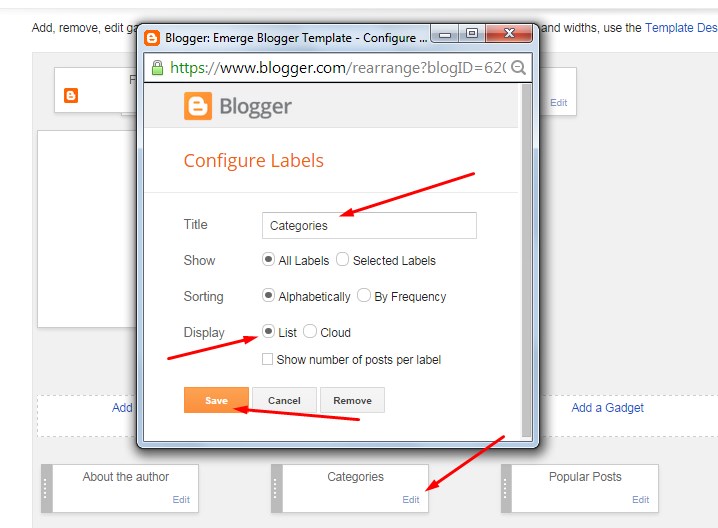 Blogger: Emerge Blogger Template - Configure ...
Add, remove, edit ga
and widths, use the Template Des
https://www.blogger.com/rearrange?blogID=62(
F
Edit
Blogger
Configure Labels
Title
Categories
Show
All Labels
Selected Labels
Sorting
Alphabetically
By Frequency
Display
List
Cloud
Show number of posts per label
Save
Cancel
Remove
Add
Add a Gadget
About the author
Edit
Categories
Edit
Popular Posts
Edit